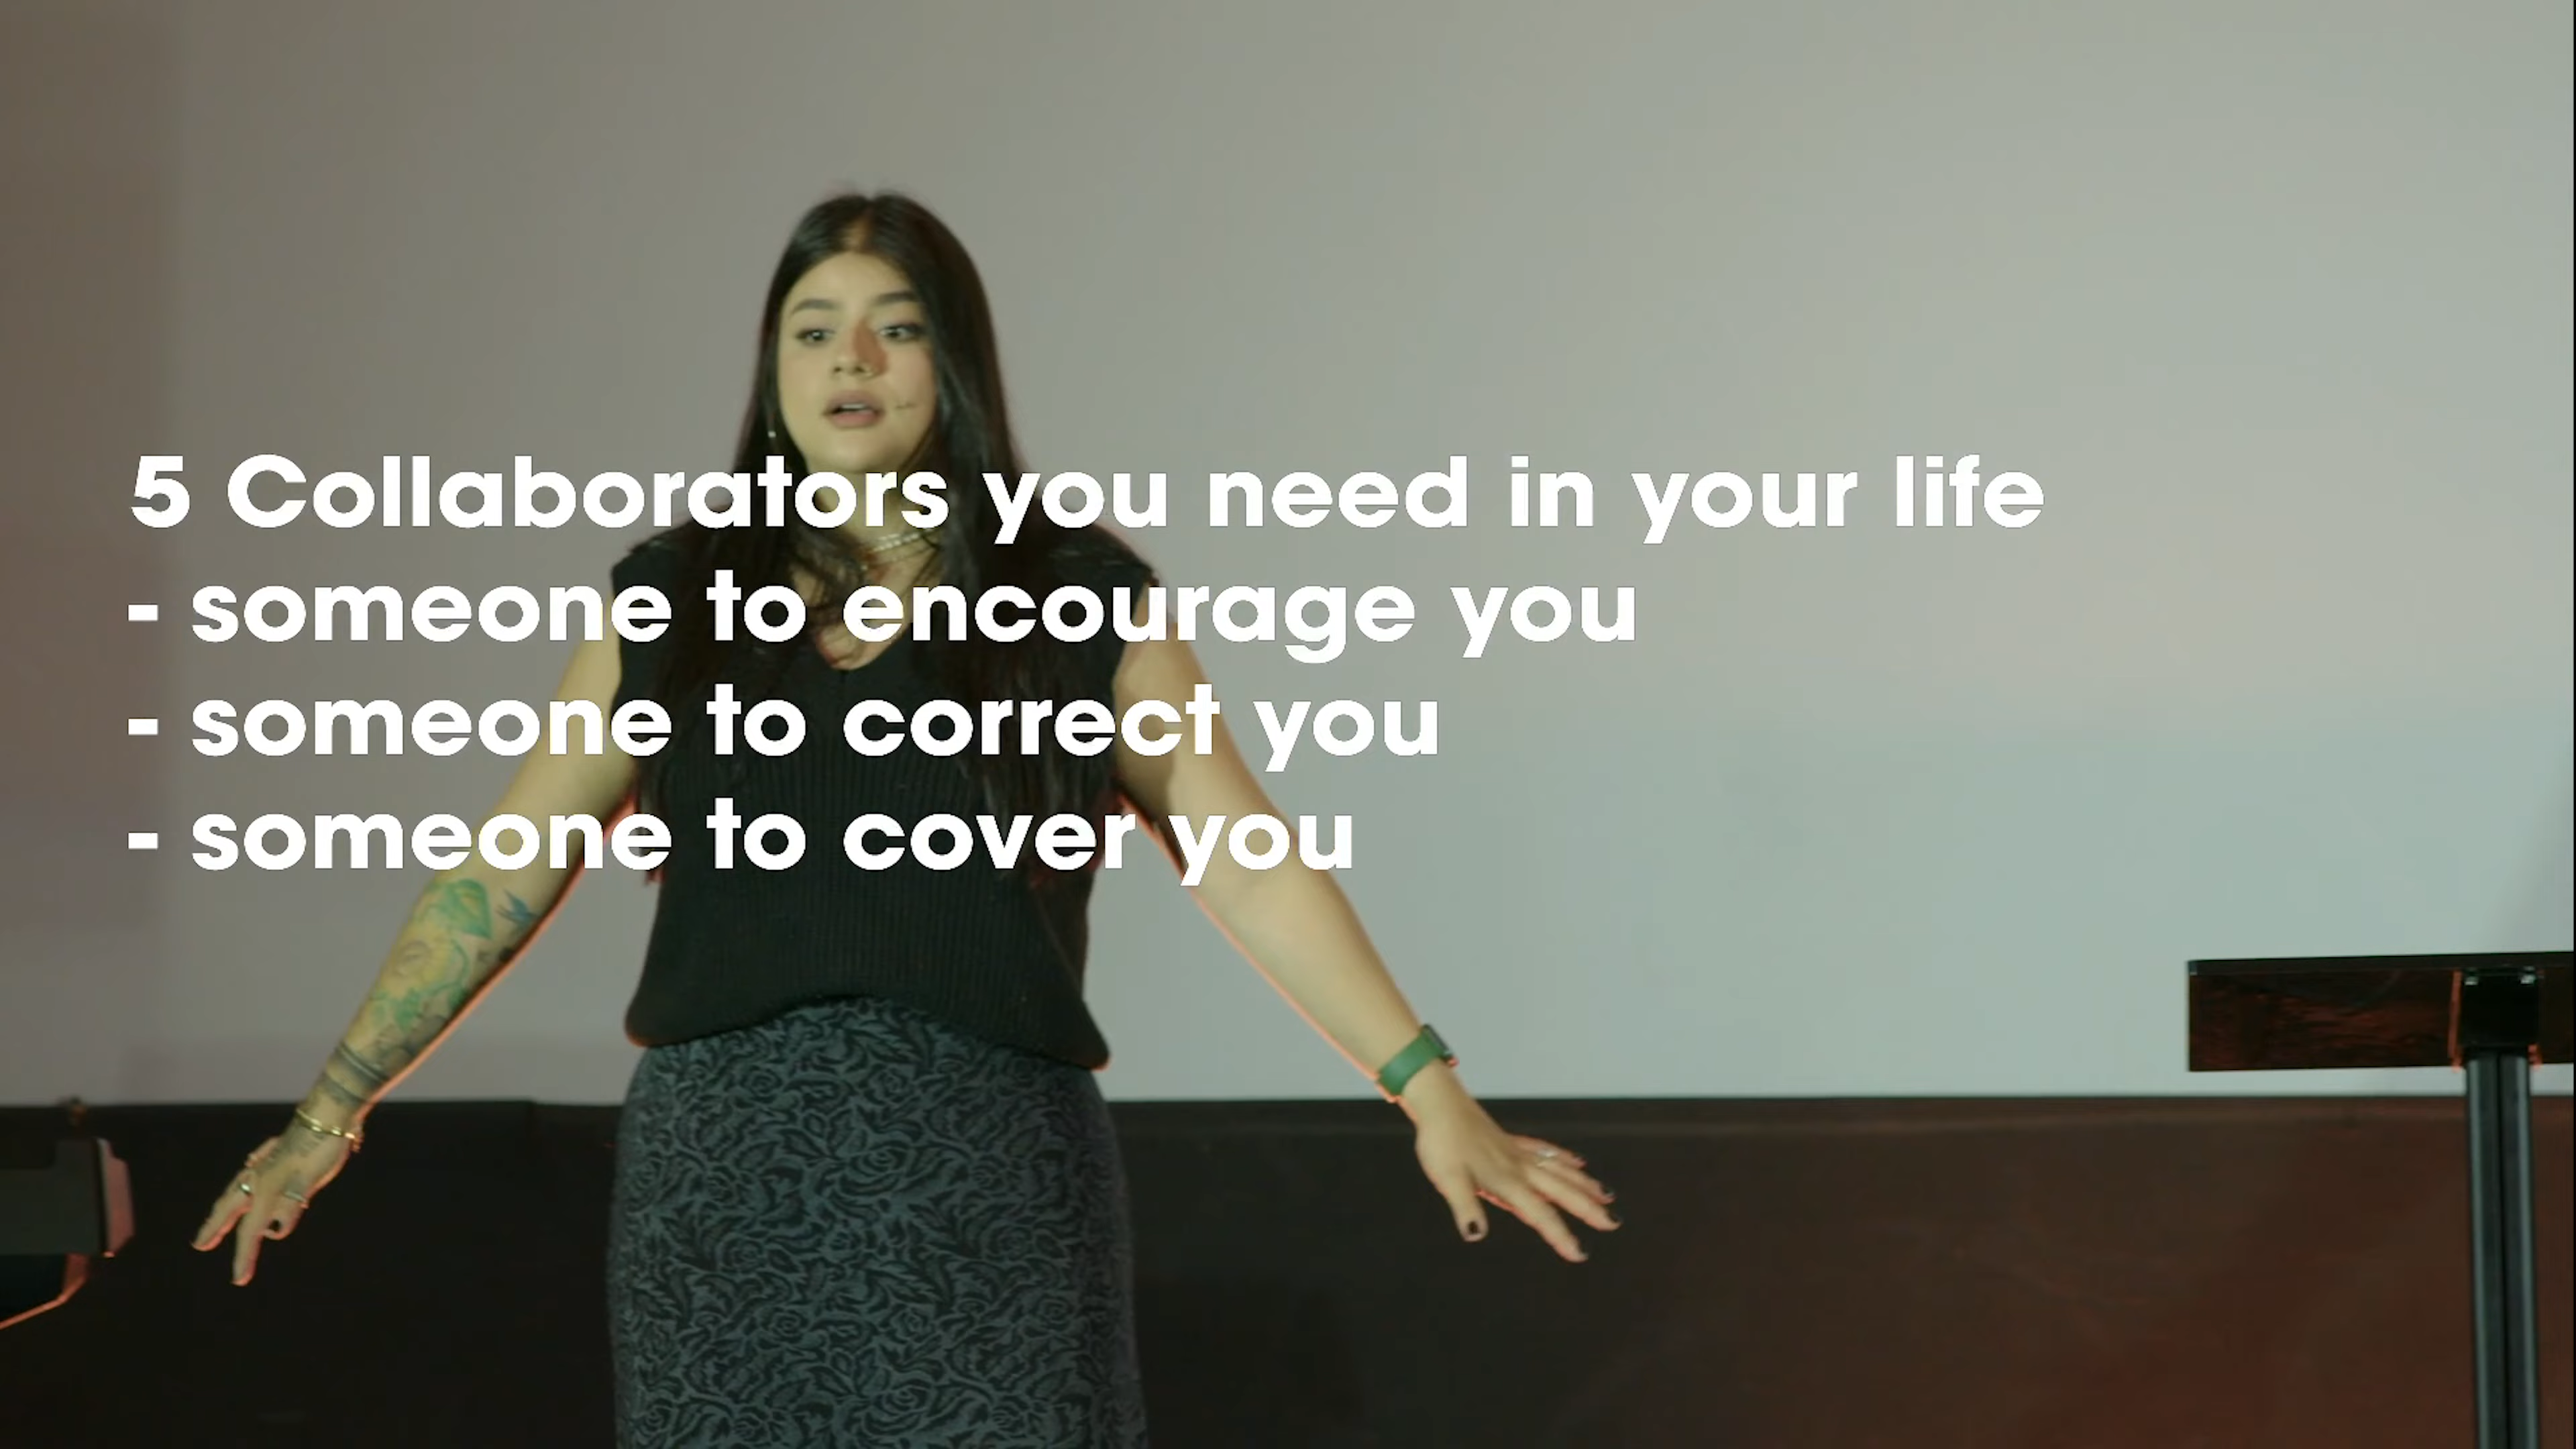 5 Collaborators you need in your life
- someone to encourage you
- someone to correct you
- someone to cover you